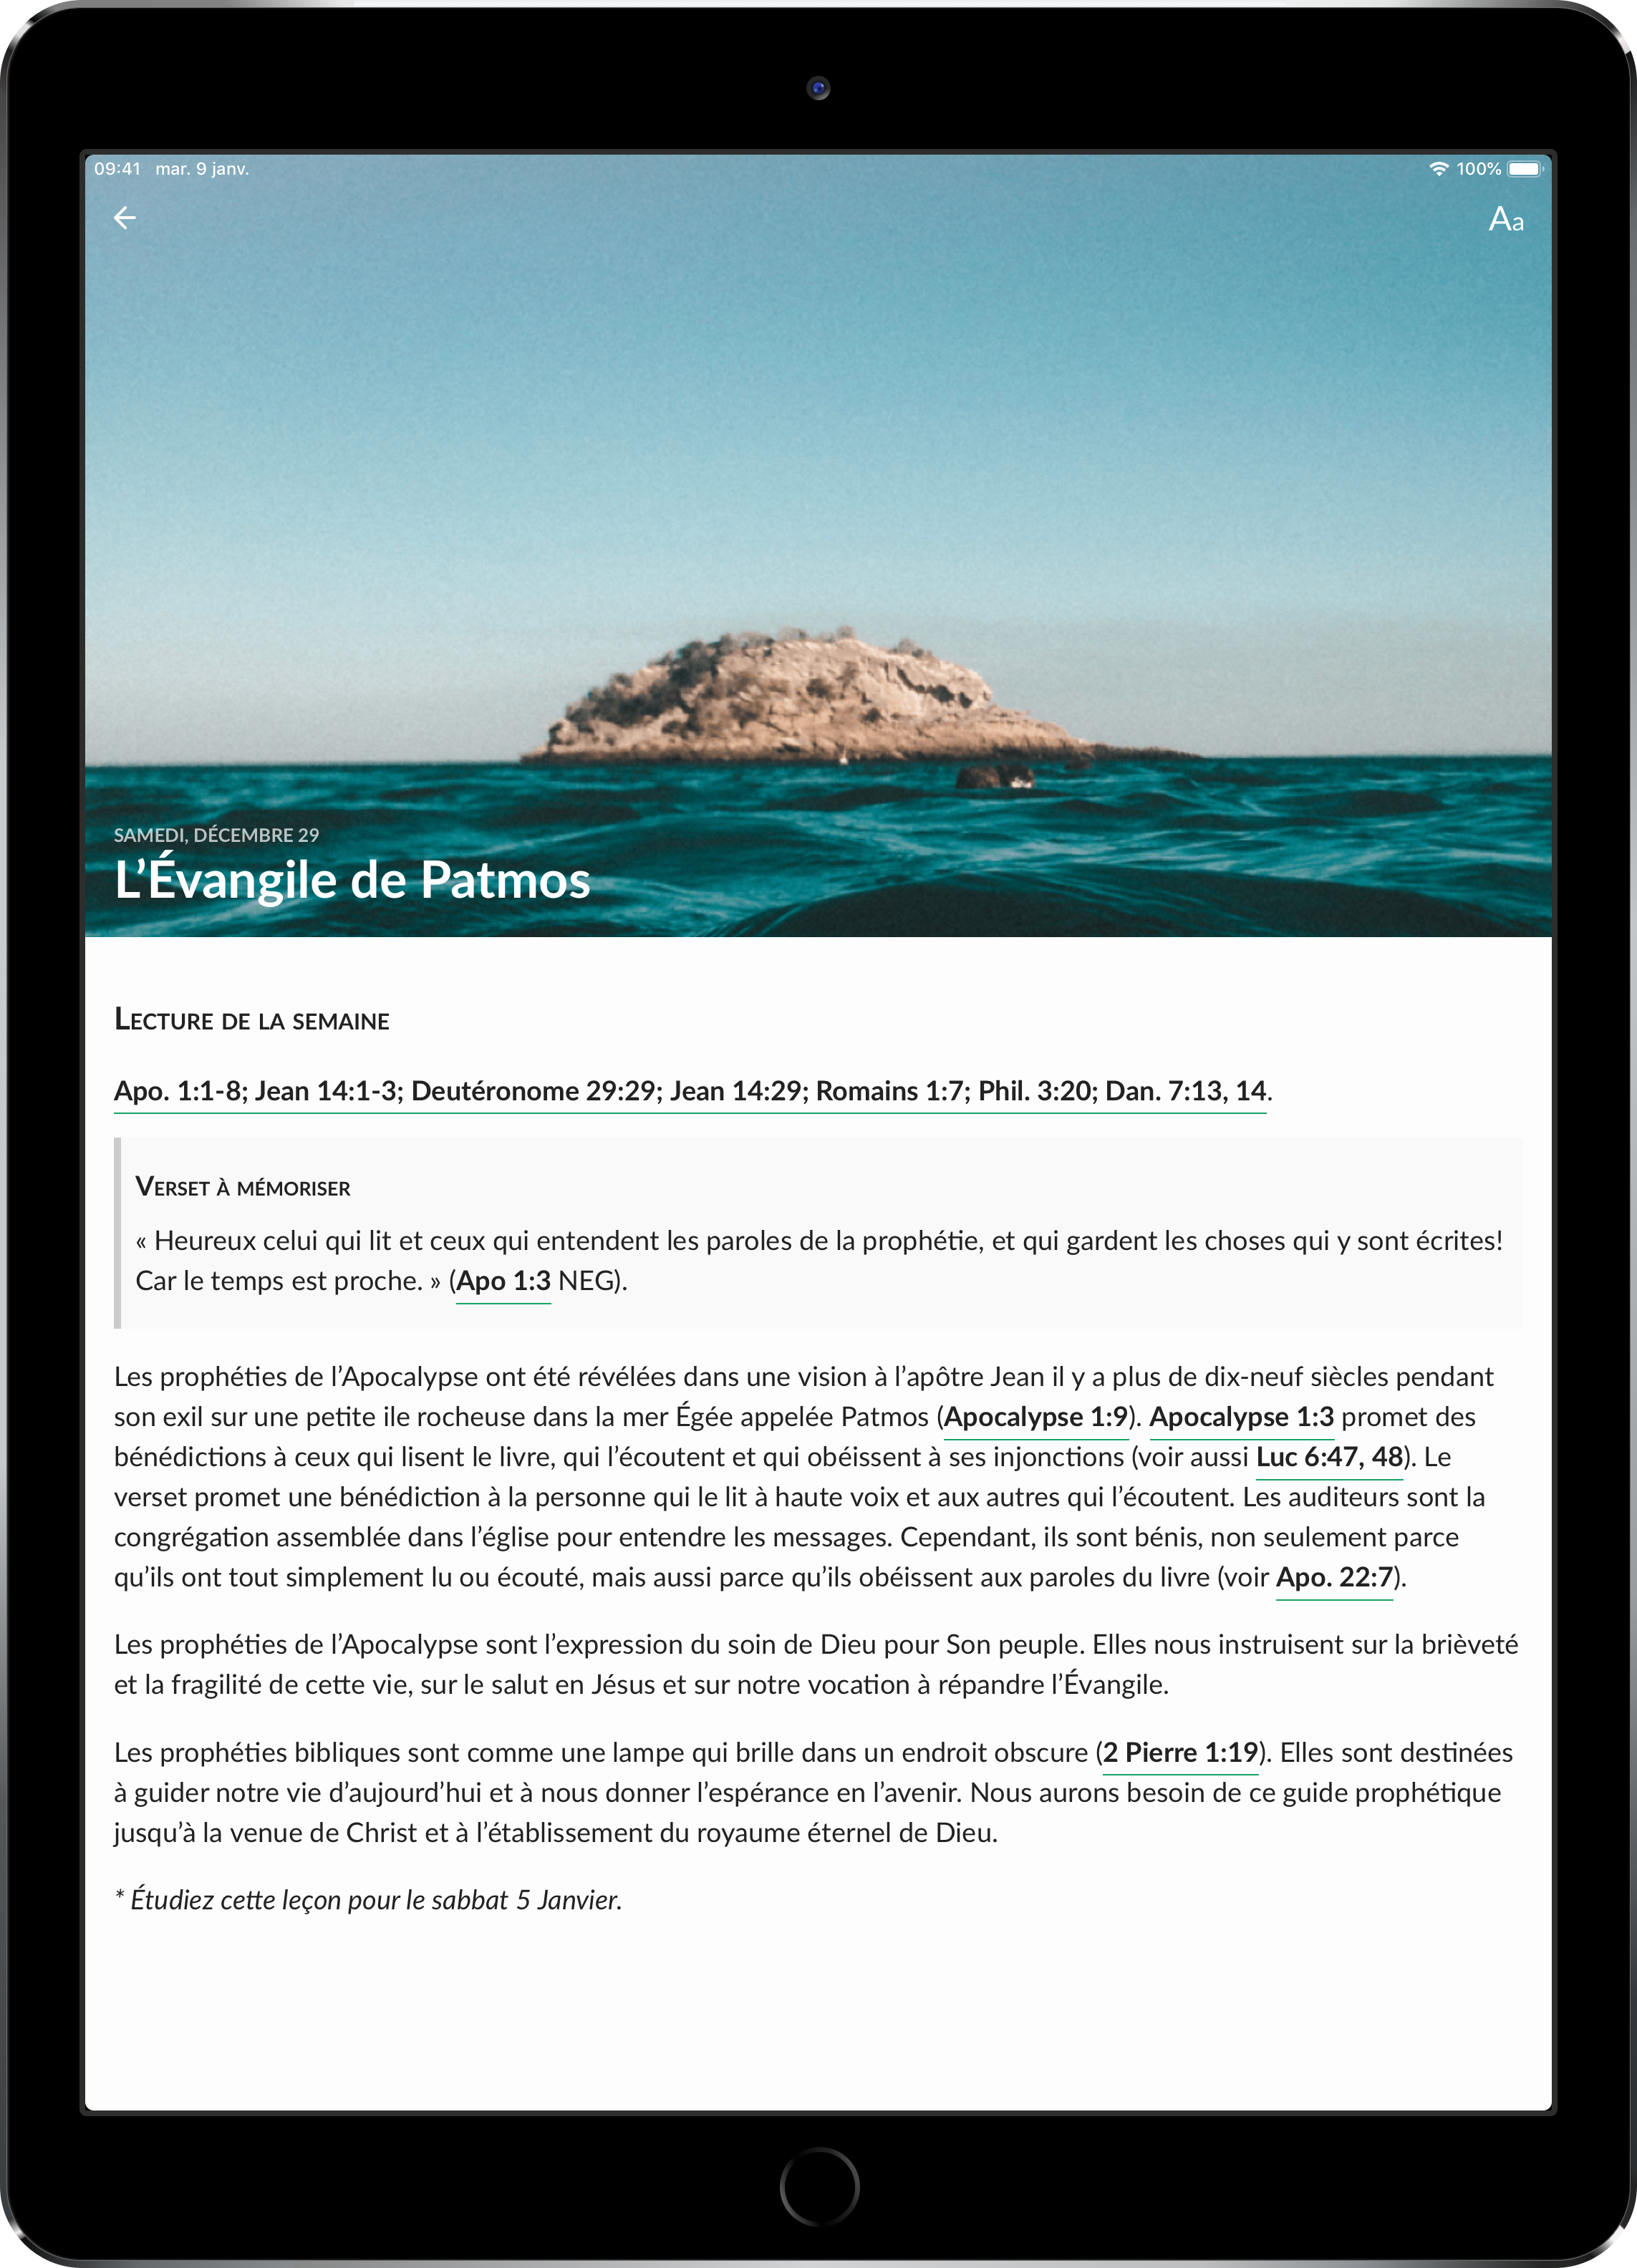 09:41 mar. 9 janv. 100%
Aa
SAMEDI, DÉCEMBRE 29
L’Évangile de Patmos
Lecture de la semaine
Apo. 1:1-8; Jean 14:1-3; Deutéronome 29:29; Jean 14:29; Romains 1:7; Phil. 3:20; Dan. 7:13, 14.
Verset à mémoriser
« Heureux celui qui lit et ceux qui entendent les paroles de la prophétie, et qui gardent les choses qui y sont écrites!
Car le temps est proche. » (Apo 1:3 NEG).
Les prophéties de l’Apocalypse ont été révélées dans une vision à l’apôtre Jean il y a plus de dix-neuf siècles pendant
son exil sur une petite ile rocheuse dans la mer Égée appelée Patmos (Apocalypse 1:9). Apocalypse 1:3 promet des
bénédictions à ceux qui lisent le livre, qui l’écoutent et qui obéissent à ses injonctions (voir aussi Luc 6:47, 48). Le
verset promet une bénédiction à la personne qui le lit à haute voix et aux autres qui l’écoutent. Les auditeurs sont la
congrégation assemblée dans l’église pour entendre les messages. Cependant, ils sont bénis, non seulement parce
qu’ils ont tout simplement lu ou écouté, mais aussi parce qu’ils obéissent aux paroles du livre (voir Apo. 22:7).
Les prophéties de l’Apocalypse sont l’expression du soin de Dieu pour Son peuple. Elles nous instruisent sur la brièveté
et la fragilité de cette vie, sur le salut en Jésus et sur notre vocation à répandre l’Évangile.
Les prophéties bibliques sont comme une lampe qui brille dans un endroit obscure (2 Pierre 1:19). Elles sont destinées
à guider notre vie d’aujourd’hui et à nous donner l’espérance en l’avenir. Nous aurons besoin de ce guide prophétique
jusqu’à la venue de Christ et à l’établissement du royaume éternel de Dieu.
* Étudiez cette leçon pour le sabbat 5 Janvier.